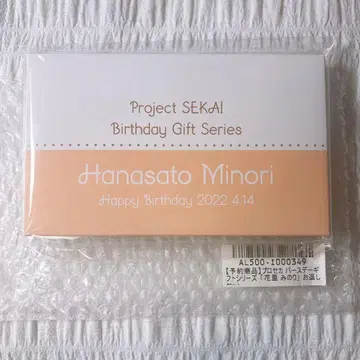 Project SEKAI
Birthday Gift Series
Hanasato Minori
Happy Birthday 2022 4.14
AL500-I000349
【予約商品】プロセカ バースデーギ
フトシリーズ「花里 みのり」お渡し